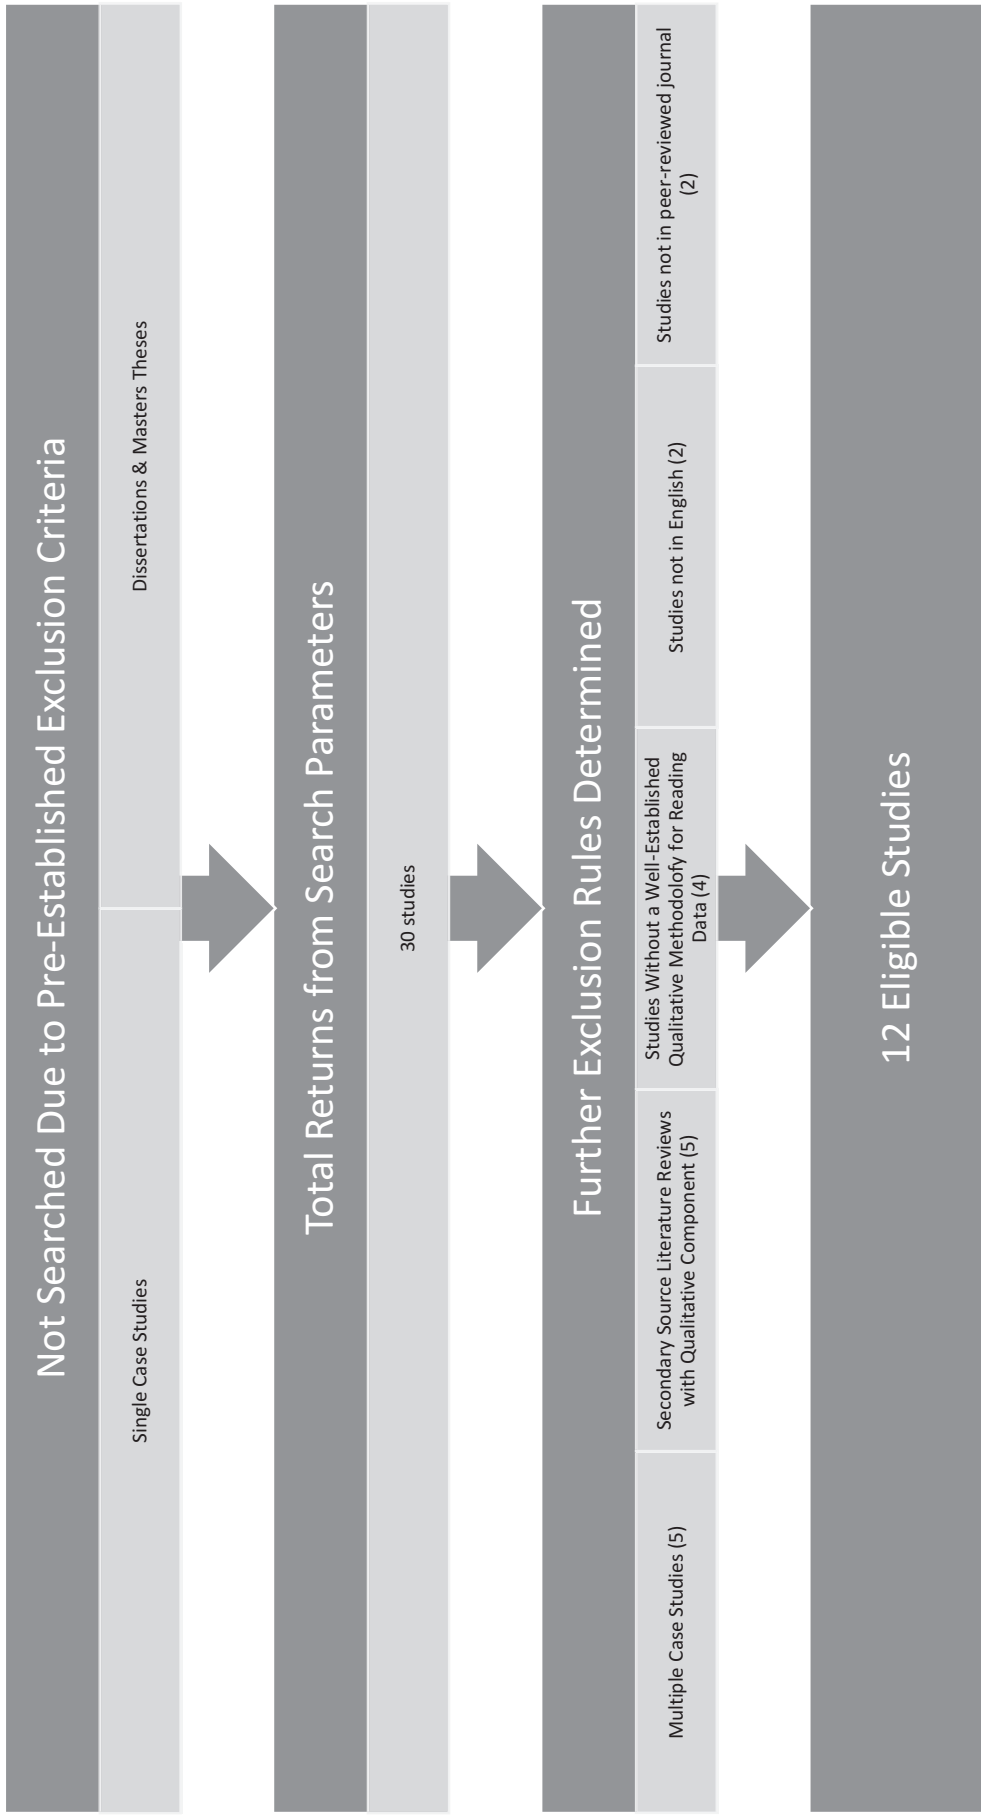 Not Searched Due to Pre-Established Exclusion Criteria
Single Case Studies
Dissertations & Masters Theses
Total Returns from Search Parameters
30 studies
Further Exclusion Rules Determined
Multiple Case Studies (5)
Secondary Source Literature Reviews
with Qualitative Component (5)
Studies Without a Well-Established
Qualitative Methodolofy for Reading
Data (4)
Studies not in English (2)
Studies not in peer-reviewed journal
(2)
12 Eligible Studies